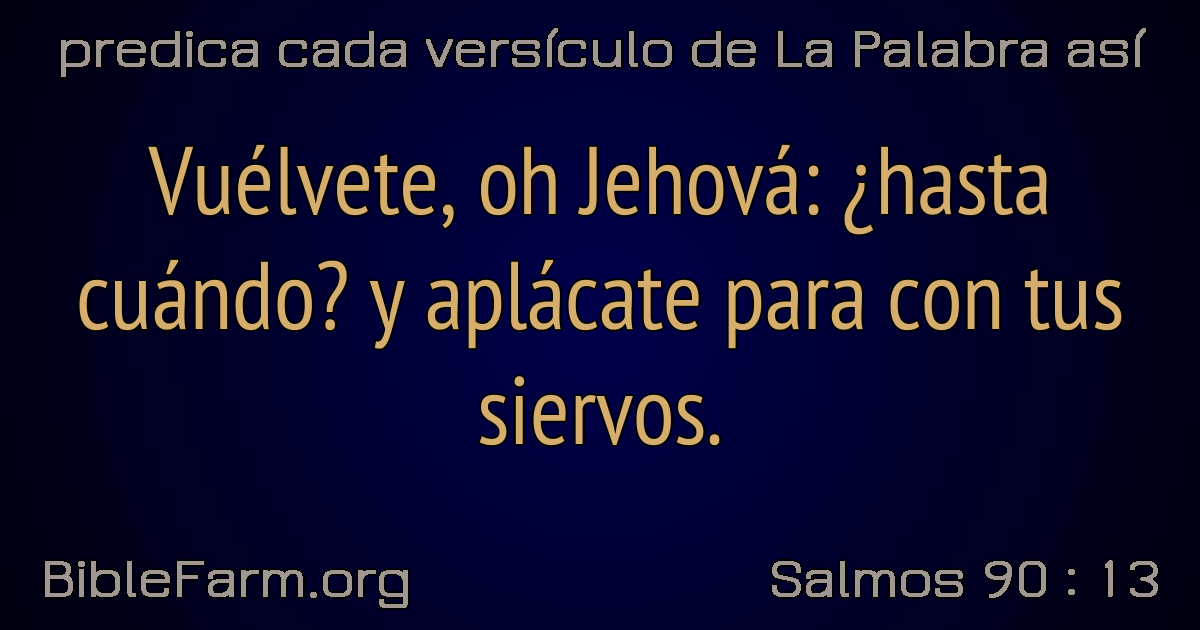 predica cada versículo de La Palabra así
Vuélvete, oh Jehová: ¿hasta
cuándo? y aplácate para con tus
siervos.
BibleFarm.org
Salmos 90 : 13